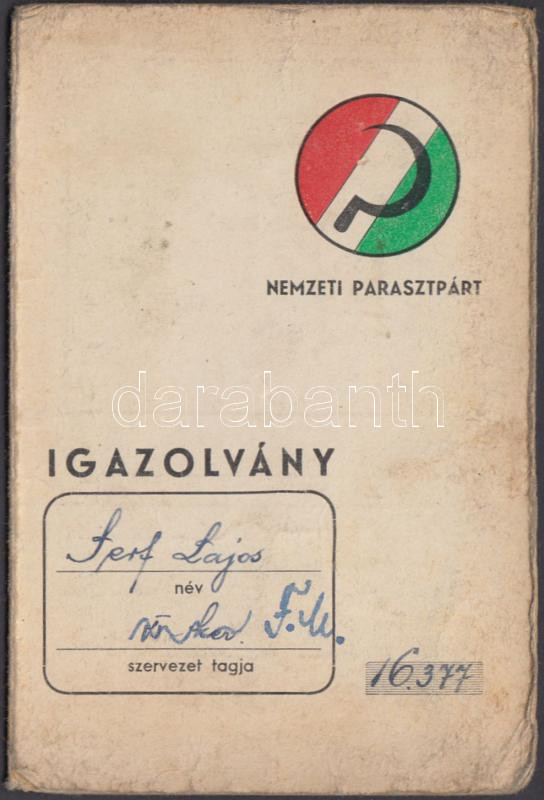 NEMZETI PARASZTPÁRT
darabanth
IGAZOLVÁNY
Lajos
név
F.M.
szervezet tagja
16.377